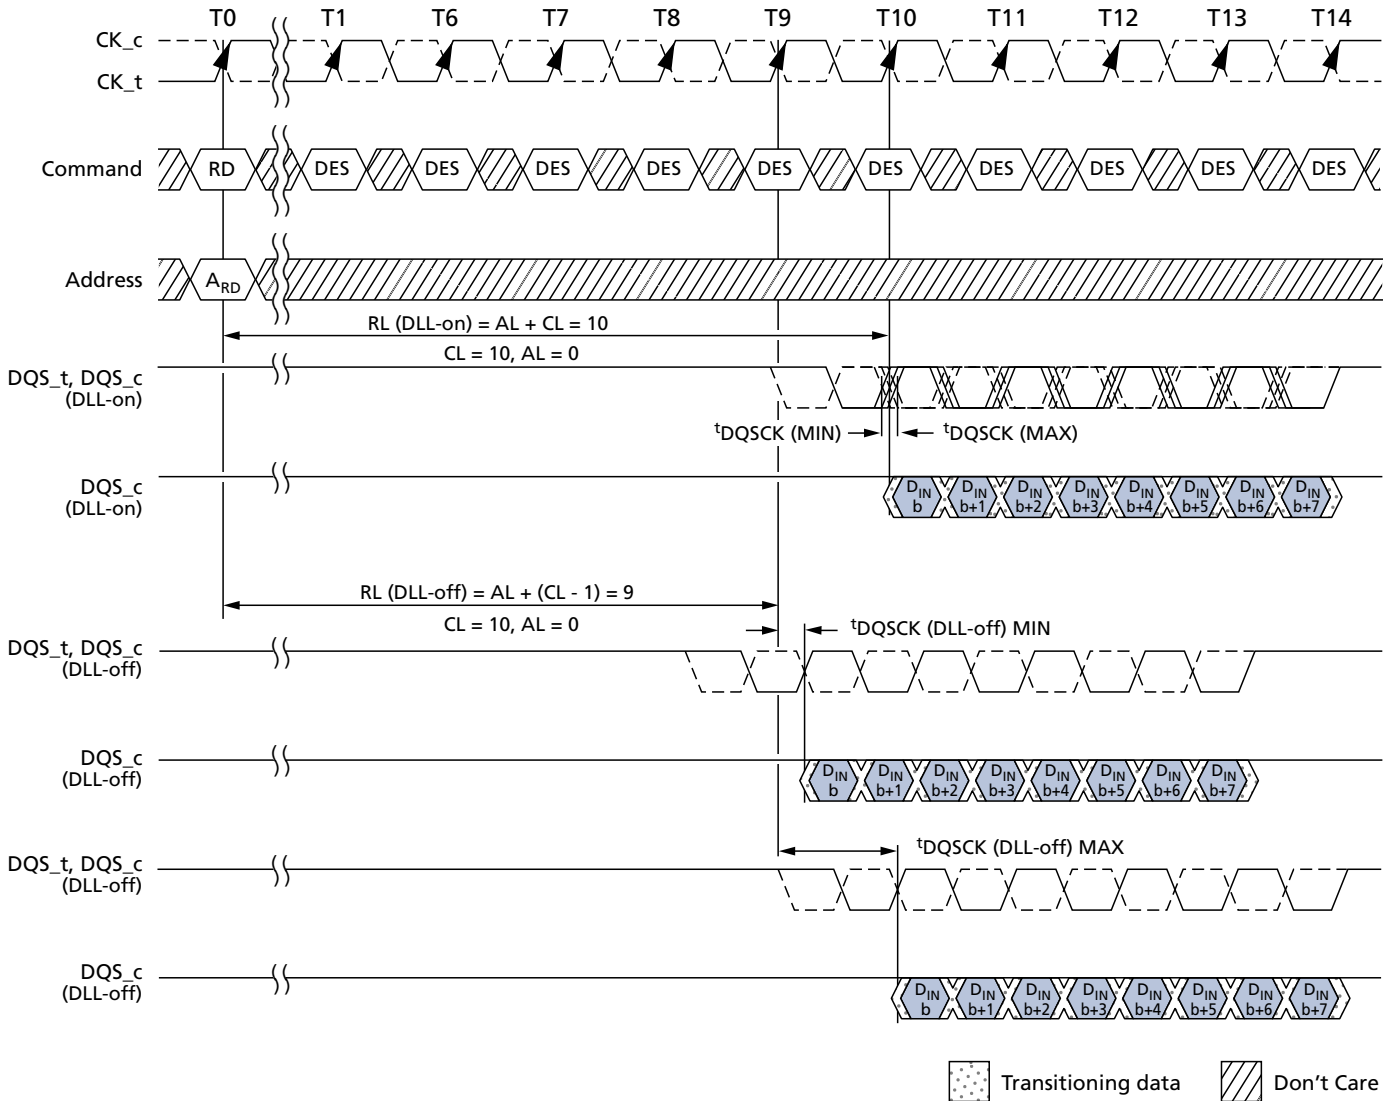 T0 T1 T6 T7 T8 T9 T10 T11 T12 T13 T14
CK_c
CK_t
Command RD DES DES DES DES DES DES DES DES DES DES
Address ARD
RL (DLL-on) = AL + CL = 10
CL = 10, AL = 0
DQS_t, DQS_c
(DLL-on)
tDQSCK (MIN) tDQSCK (MAX)
DQS_c
(DLL-on)
DIN DIN DIN DIN DIN DIN DIN DIN
b b+1 b+2 b+3 b+4 b+5 b+6 b+7
RL (DLL-off) = AL + (CL - 1) = 9
CL = 10, AL = 0
tDQSCK (DLL-off) MIN
DQS_t, DQS_c
(DLL-off)
DQS_c
(DLL-off)
DIN DIN DIN DIN DIN DIN DIN DIN
b b+1 b+2 b+3 b+4 b+5 b+6 b+7
tDQSCK (DLL-off) MAX
DQS_t, DQS_c
(DLL-off)
DQS_c
(DLL-off)
DIN DIN DIN DIN DIN DIN DIN DIN
b b+1 b+2 b+3 b+4 b+5 b+6 b+7
Transitioning data Don't Care